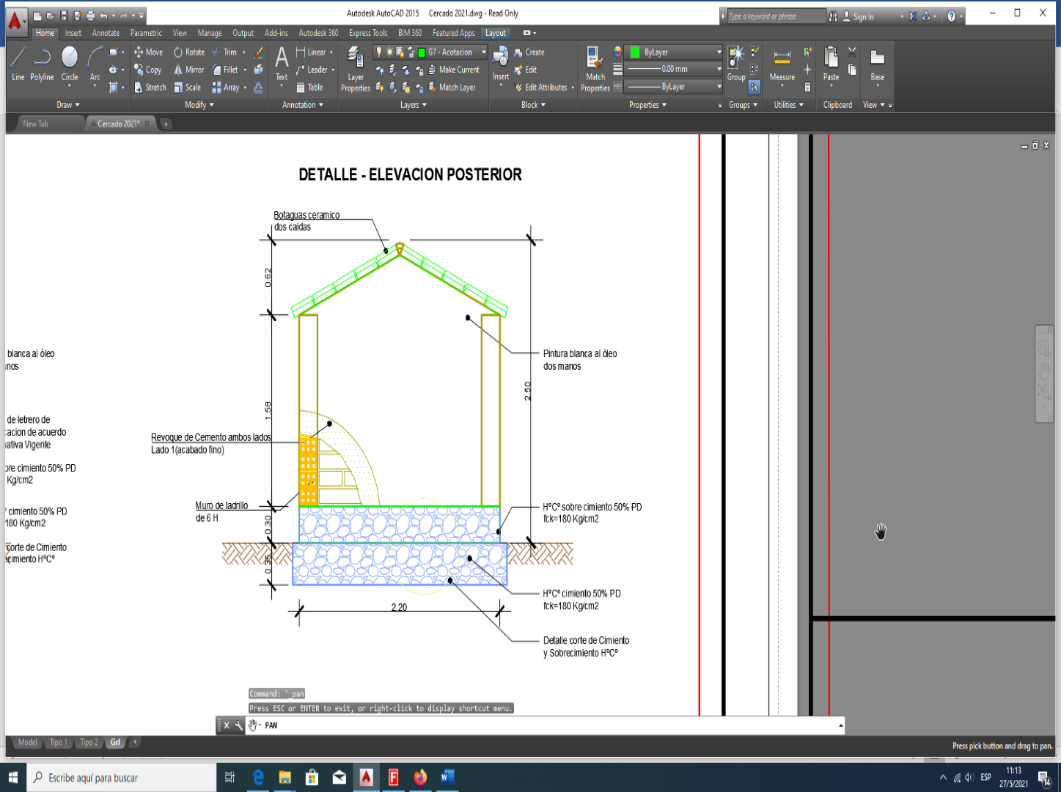 Autodesk AutoCAD 2015 Cercado 2021.dwg - Read Only
Type a keyword or phrase
Sign In
Home Insert Annotate Parametric View Manage Output Add-ins Autodesk 360 Express Tools BIM 360 Featured Apps Layout
Line Polyline Circle Arc
Move Rotate Trim
Copy Mirror Fillet
Stretch Scale Array
Text
Linear
Leader
Table
Layer
Properties
G7 - Acotacion
Make Current
Match Layer
Insert
Create
Edit
Edit Attributes
Match
Properties
ByLayer
0.00 mm
ByLayer
Group
Measure
Paste
Base
Draw Modify Annotation Layers Block Properties Groups Utilities Clipboard View
New Tab Cercado 2021*
DETALLE - ELEVACION POSTERIOR
Botaguas ceramico
dos caidas
0.62
blanca al óleo
Pintura blanca al óleo
dos manos
2.50
1.58
de letrero de
acion de acuerdo
Vigente
Revoque de Cemento ambos lados
Lado 1(acabado fino)
cimiento 50% PD
Kg/cm2
Muro de ladrillo
de 6 H
HºCº sobre cimiento 50% PD
fck=180 Kg/cm2
0.30
cimiento 50% PD
180 Kg/cm2
corte de Cimiento
HºCº
HºCº cimiento 50% PD
fck=180 Kg/cm2
2.20
Detalle corte de Cimiento
y Sobrecimiento HºCº
Command: '_pan
Press ESC or ENTER to exit, or right-click to display shortcut menu.
PAN
Model Tipo 1 Tipo 2 Grl +
Press pick button and drag to pan.
Escribe aquí para buscar
ESP
11:13
27/5/2021